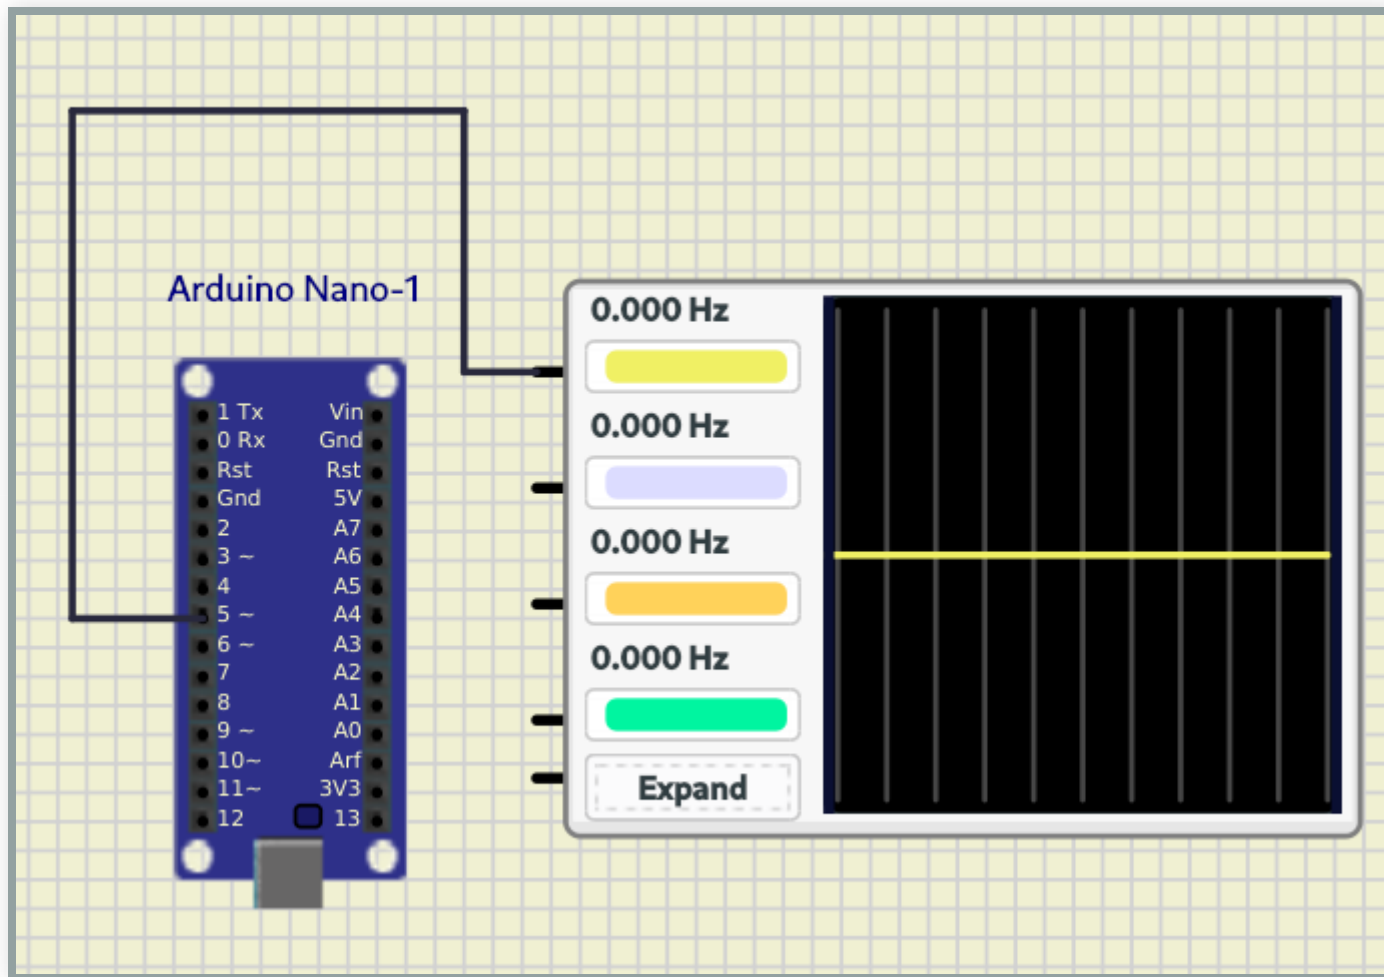 Arduino Nano-1
1 Tx Vin
0 Rx Gnd
Rst Rst
Gnd 5V
2 A7
3 ~ A6
4 A5
5 ~ A4
6 ~ A3
7 A2
8 A1
9 ~ A0
10~ Arf
11~ 3V3
12 13
0.000 Hz
0.000 Hz
0.000 Hz
0.000 Hz
Expand